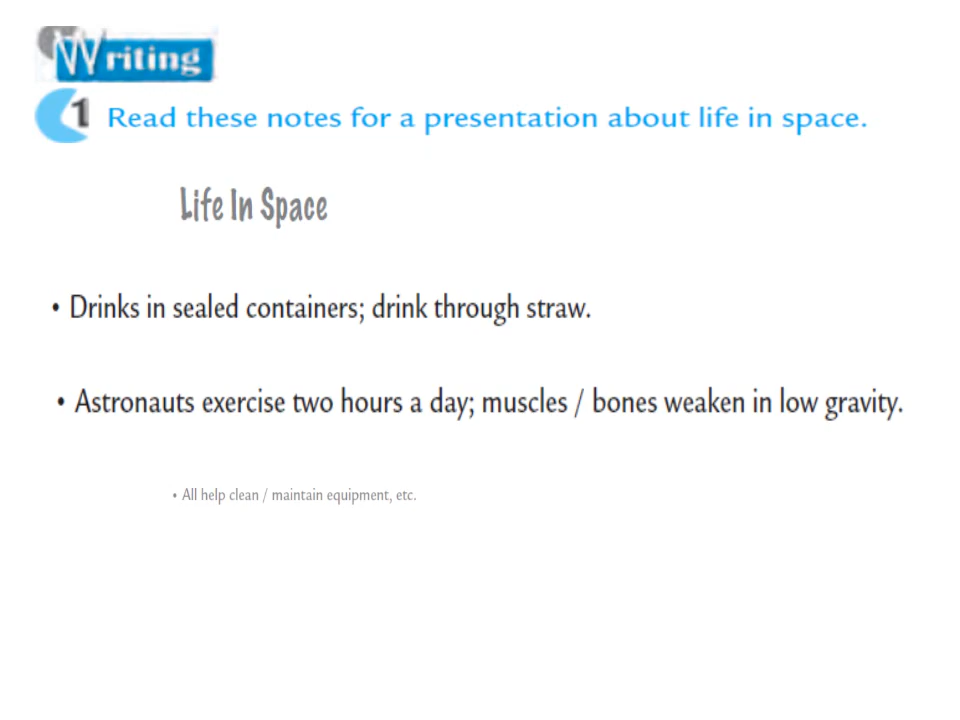 Writing
1 Read these notes for a presentation about life in space.
Life In Space
• Drinks in sealed containers; drink through straw.
• Astronauts exercise two hours a day; muscles / bones weaken in low gravity.
• All help clean / maintain equipment, etc.